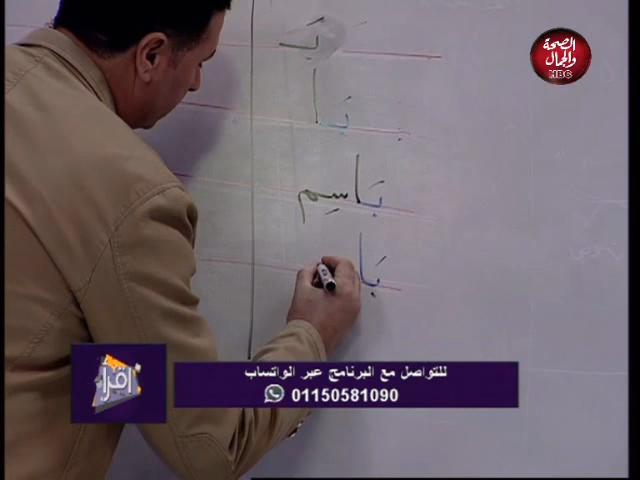 الصحة
والجمال
HBC
بَا
بَاسِم
بَا
اقرأ
للتواصل مع البرنامج عبر الواتساب
01150581090